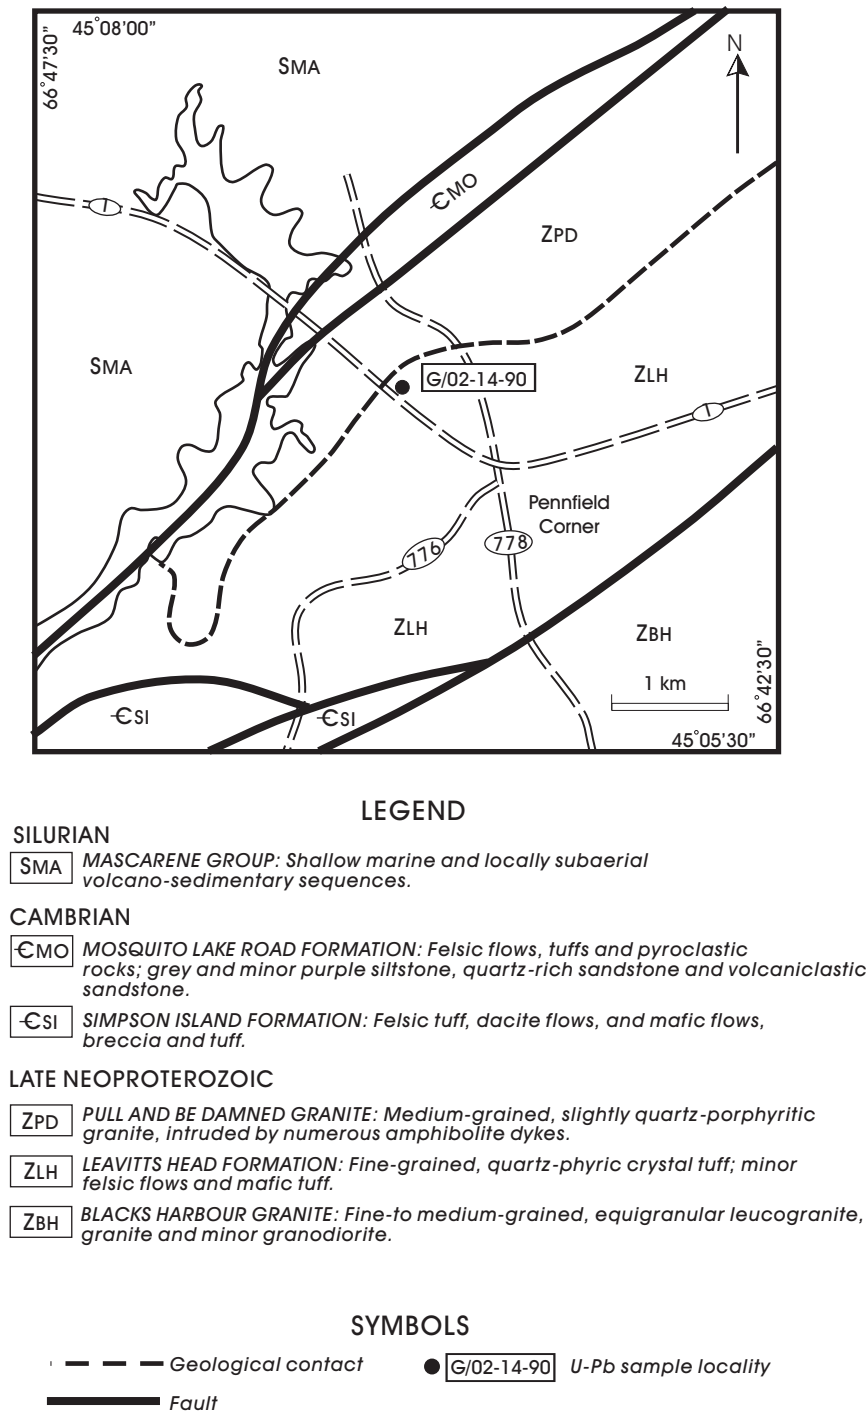 45°08'00"
66°47'30"
SMA
N
1
ЄMO
ZPD
SMA
G/02-14-90
ZLH
1
Pennfield
Corner
776
778
ZLH
ZBH
1 km
66°42'30"
ЄSI
ЄSI
45°05'30"
LEGEND
SILURIAN
SMA MASCARENE GROUP: Shallow marine and locally subaerial
volcano-sedimentary sequences.
CAMBRIAN
ЄMO MOSQUITO LAKE ROAD FORMATION: Felsic flows, tuffs and pyroclastic
rocks; grey and minor purple siltstone, quartz-rich sandstone and volcaniclastic
sandstone.
ЄSI SIMPSON ISLAND FORMATION: Felsic tuff, dacite flows, and mafic flows,
breccia and tuff.
LATE NEOPROTEROZOIC
ZPD PULL AND BE DAMNED GRANITE: Medium-grained, slightly quartz-porphyritic
granite, intruded by numerous amphibolite dykes.
ZLH LEAVITTS HEAD FORMATION: Fine-grained, quartz-phyric crystal tuff; minor
felsic flows and mafic tuff.
ZBH BLACKS HARBOUR GRANITE: Fine-to medium-grained, equigranular leucogranite,
granite and minor granodiorite.
SYMBOLS
Geological contact
G/02-14-90 U-Pb sample locality
Fault